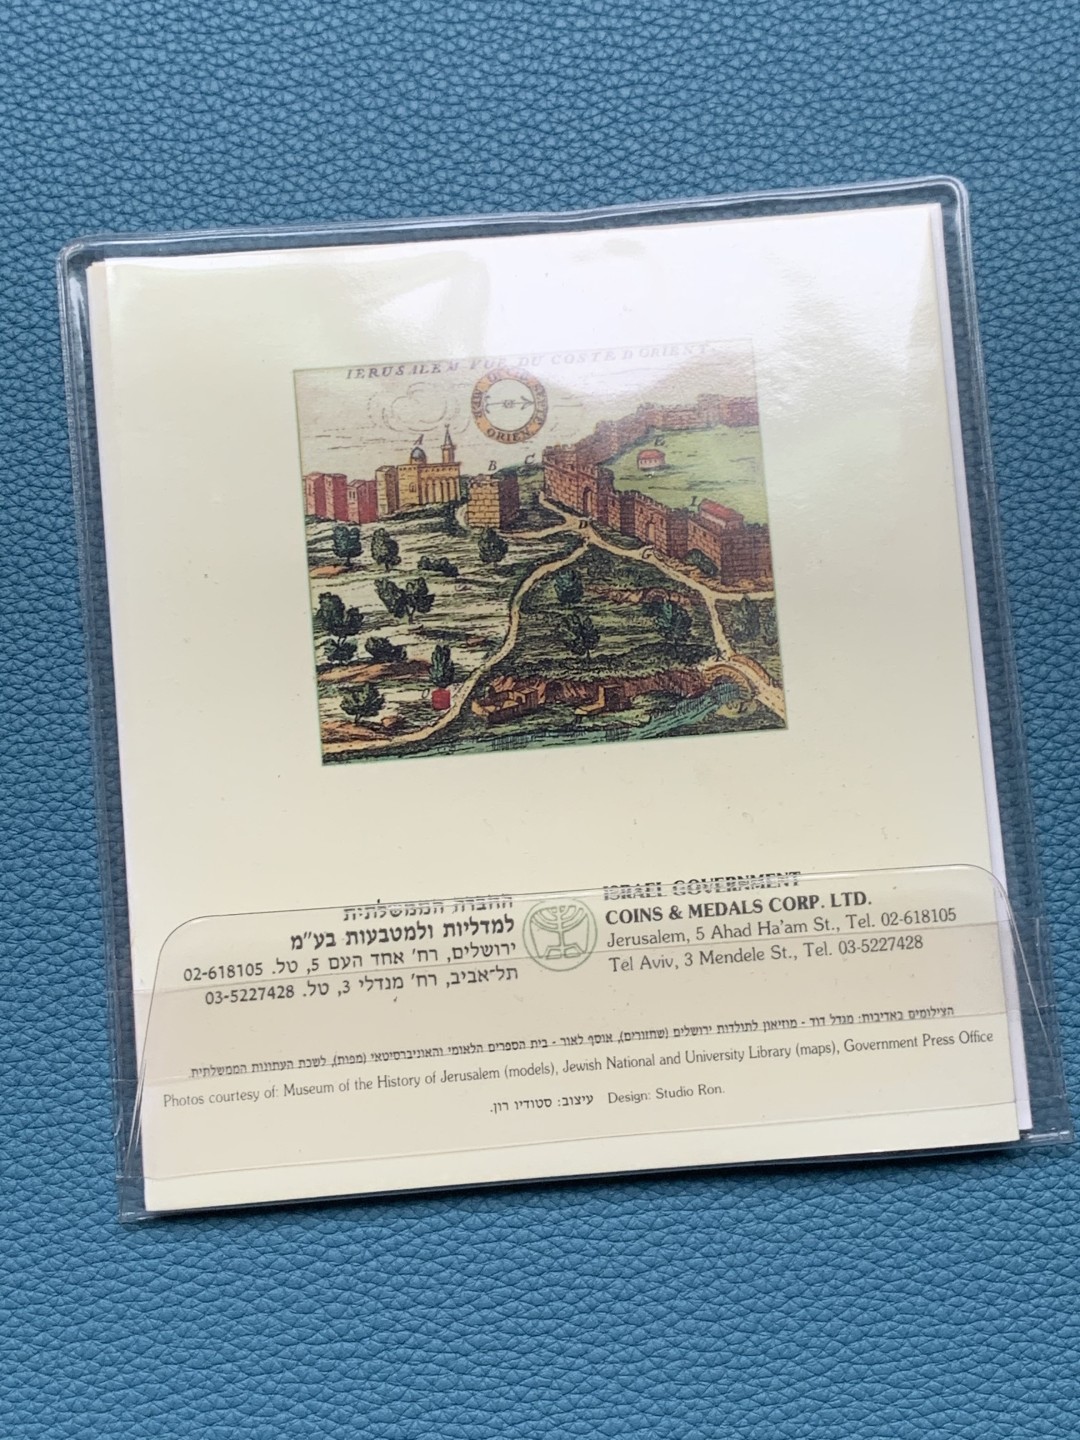 IERUSALEM
DU COSTE D'ORIENT.
ORIEN
A
B
C
E
D
G
I
החברה הממשלתית
למדליות ולמטבעות בע"מ
ירושלים, רח' אחד העם 5, טל. 02-618105
תל-אביב, רח' מנדלי 3, טל. 03-5227428
ISRAEL GOVERNMENT
COINS & MEDALS CORP. LTD.
Jerusalem, 5 Ahad Ha'am St., Tel. 02-618105
Tel Aviv, 3 Mendele St., Tel. 03-5227428
הצילומים באדיבות: מגדל דוד - מוזיאון לתולדות ירושלים (שחזורים), אוסף לאור - בית הספרים הלאומי והאוניברסיטאי (מפות), לשכת העתונות הממשלתית.
Photos courtesy of: Museum of the History of Jerusalem (models), Jewish National and University Library (maps), Government Press Office
עיצוב: סטודיו רון. Design: Studio Ron.